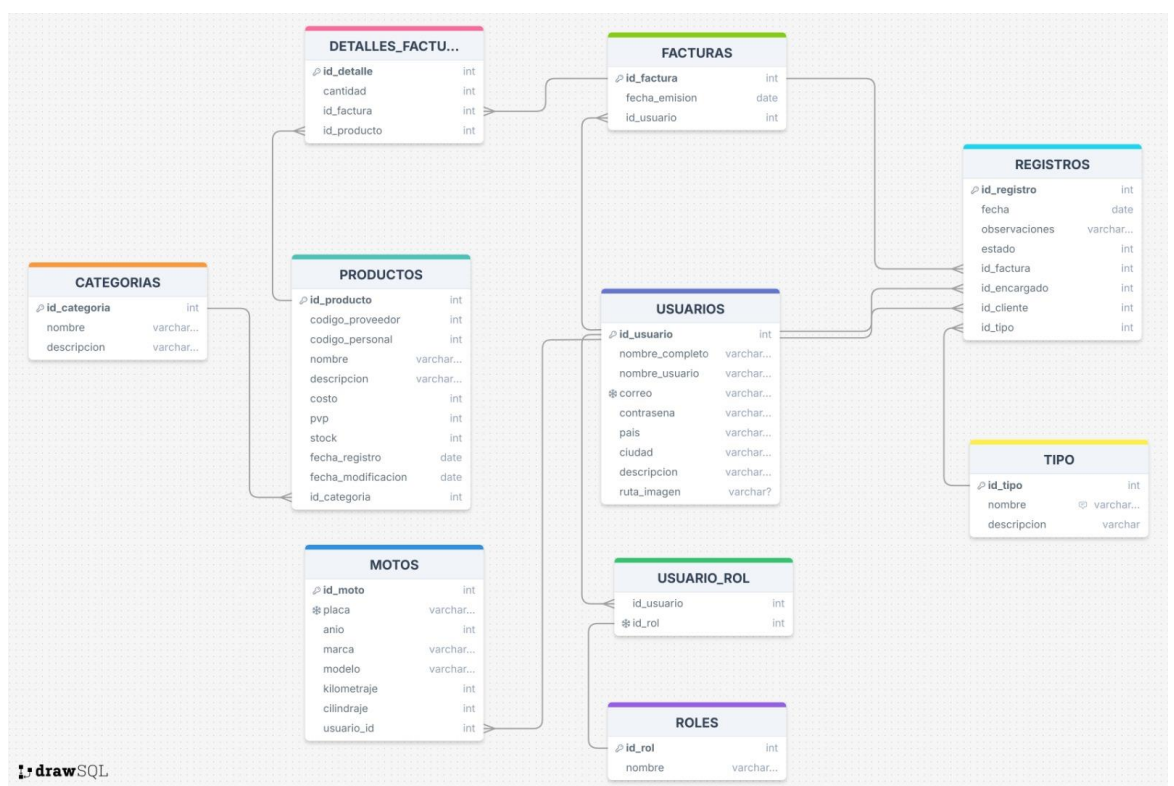 DETALLES_FACTU...
id_detalle int
cantidad int
id_factura int
id_producto int
FACTURAS
id_factura int
fecha_emision date
id_usuario int
REGISTROS
id_registro int
fecha date
observaciones varchar...
estado int
id_factura int
id_encargado int
id_cliente int
id_tipo int
CATEGORIAS
id_categoria int
nombre varchar...
descripcion varchar...
PRODUCTOS
id_producto int
codigo_proveedor int
codigo_personal int
nombre varchar...
descripcion varchar...
costo int
pvp int
stock int
fecha_registro date
fecha_modificacion date
id_categoria int
USUARIOS
id_usuario int
nombre_completo varchar...
nombre_usuario varchar...
correo varchar...
contrasena varchar...
pais varchar...
ciudad varchar...
descripcion varchar...
ruta_imagen varchar?
TIPO
id_tipo int
nombre varchar...
descripcion varchar
MOTOS
id_moto int
placa varchar...
anio int
marca varchar...
modelo varchar...
kilometraje int
cilindraje int
usuario_id int
USUARIO_ROL
id_usuario int
id_rol int
ROLES
id_rol int
nombre varchar...
drawSQL